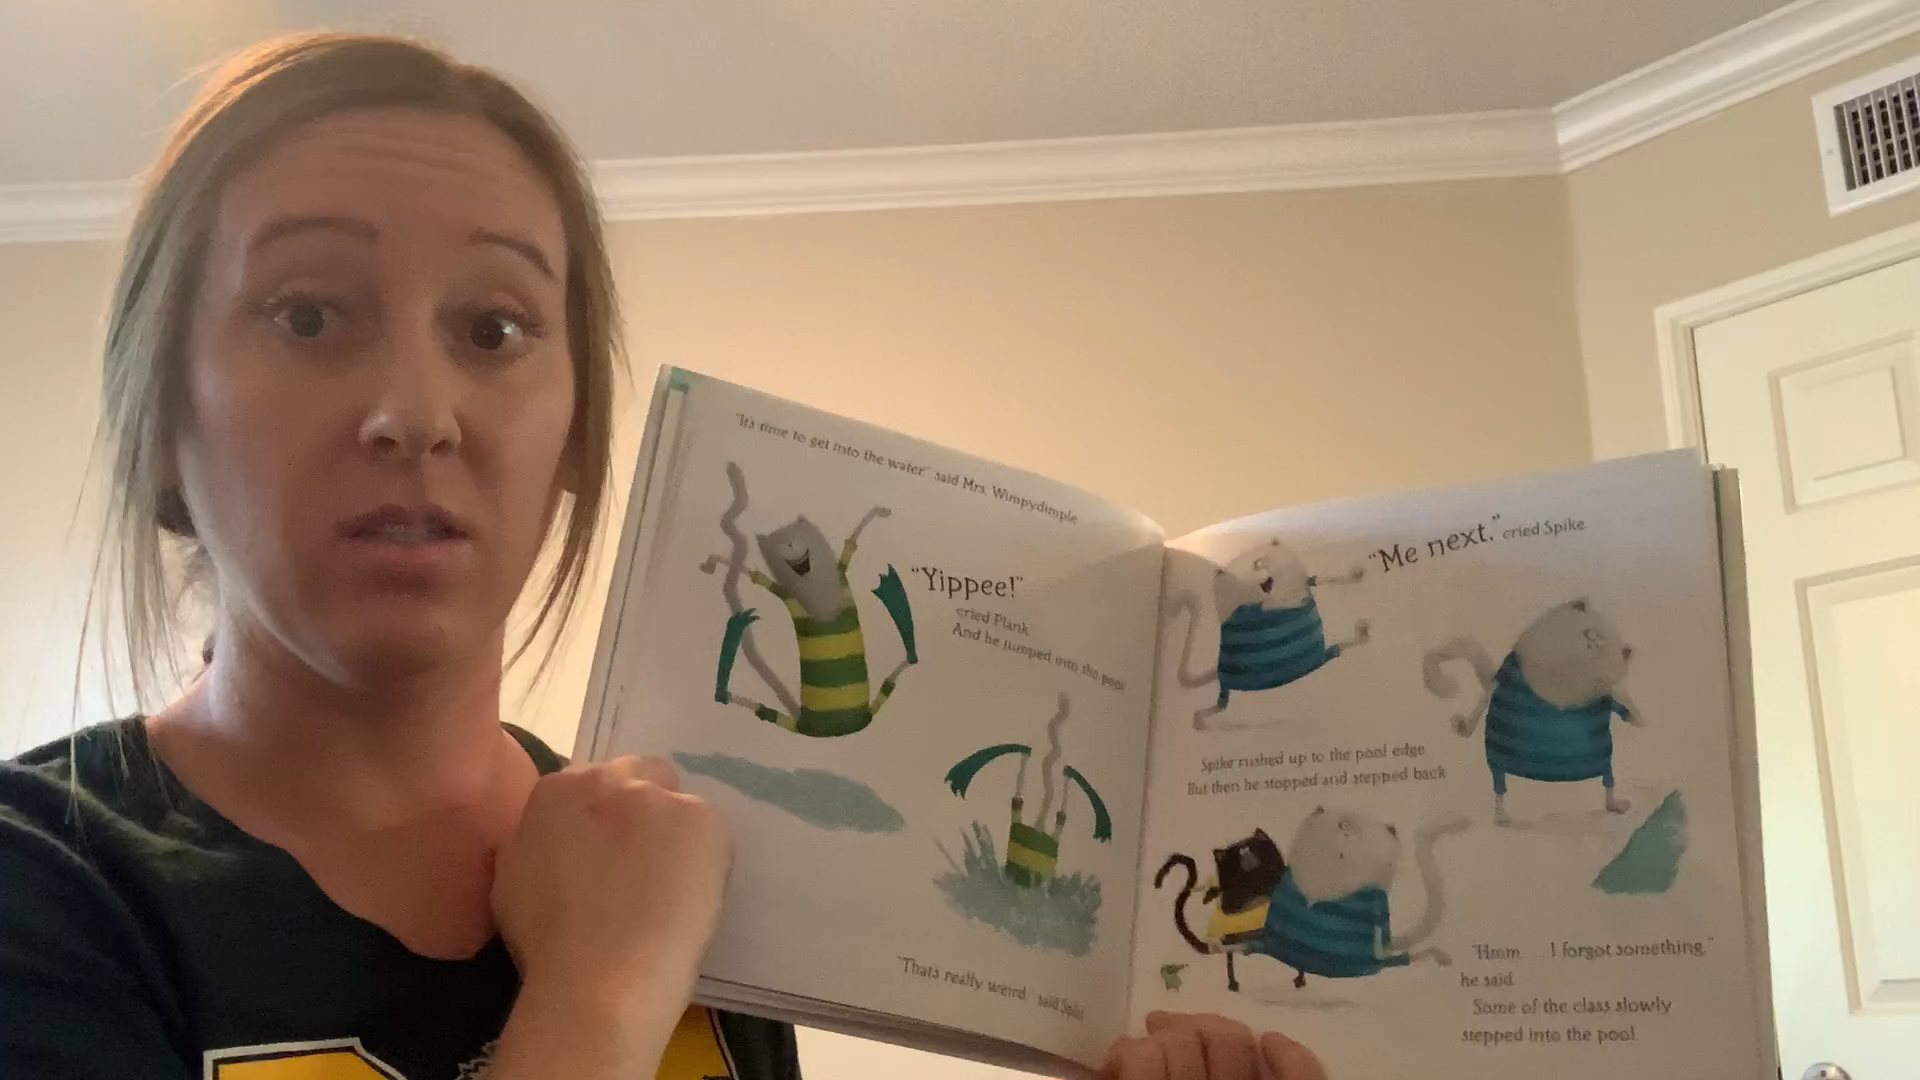 "It's time to get into the water," said Mrs. Wimpydimple
"Yippee!"
cried Plank
And he jumped into the pool
"That's really weird," said Spike
"Me next," cried Spike
Spike rushed up to the pool edge
But then he stopped and stepped back
"Hmm . . . I forgot something,"
he said
Some of the class slowly
stepped into the pool